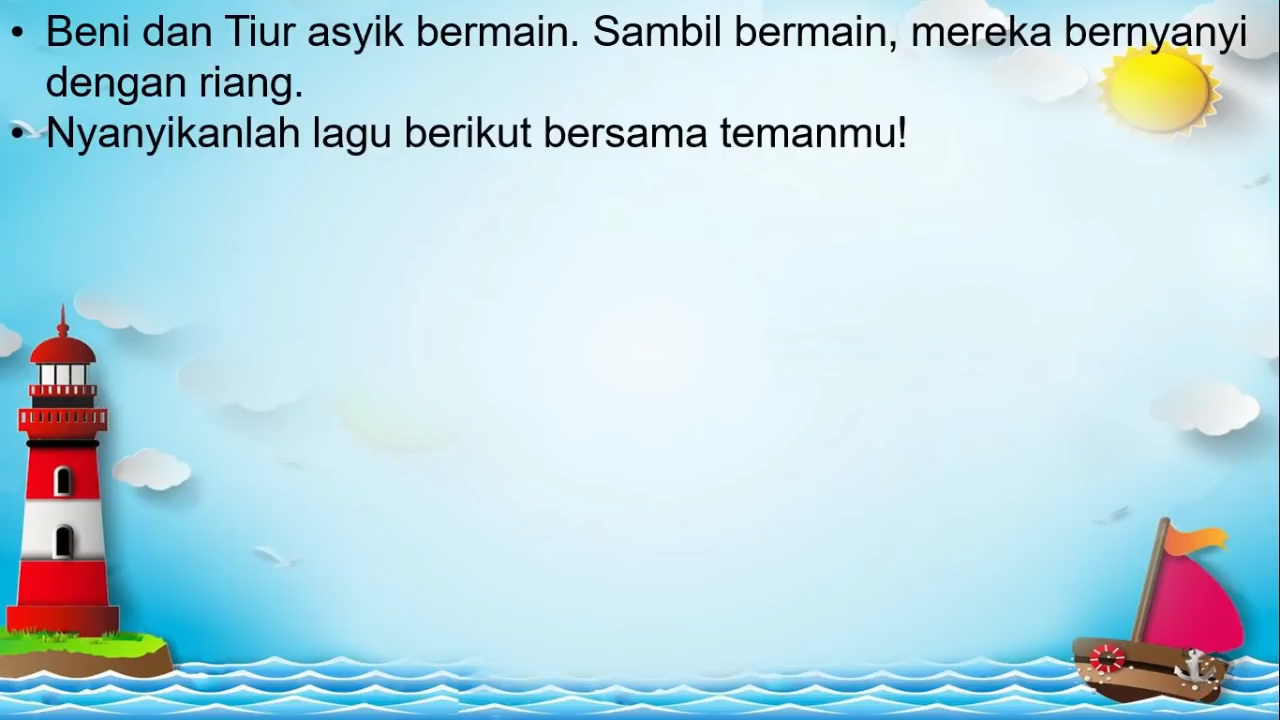 • Beni dan Tiur asyik bermain. Sambil bermain, mereka bernyanyi
dengan riang.
• Nyanyikanlah lagu berikut bersama temanmu!